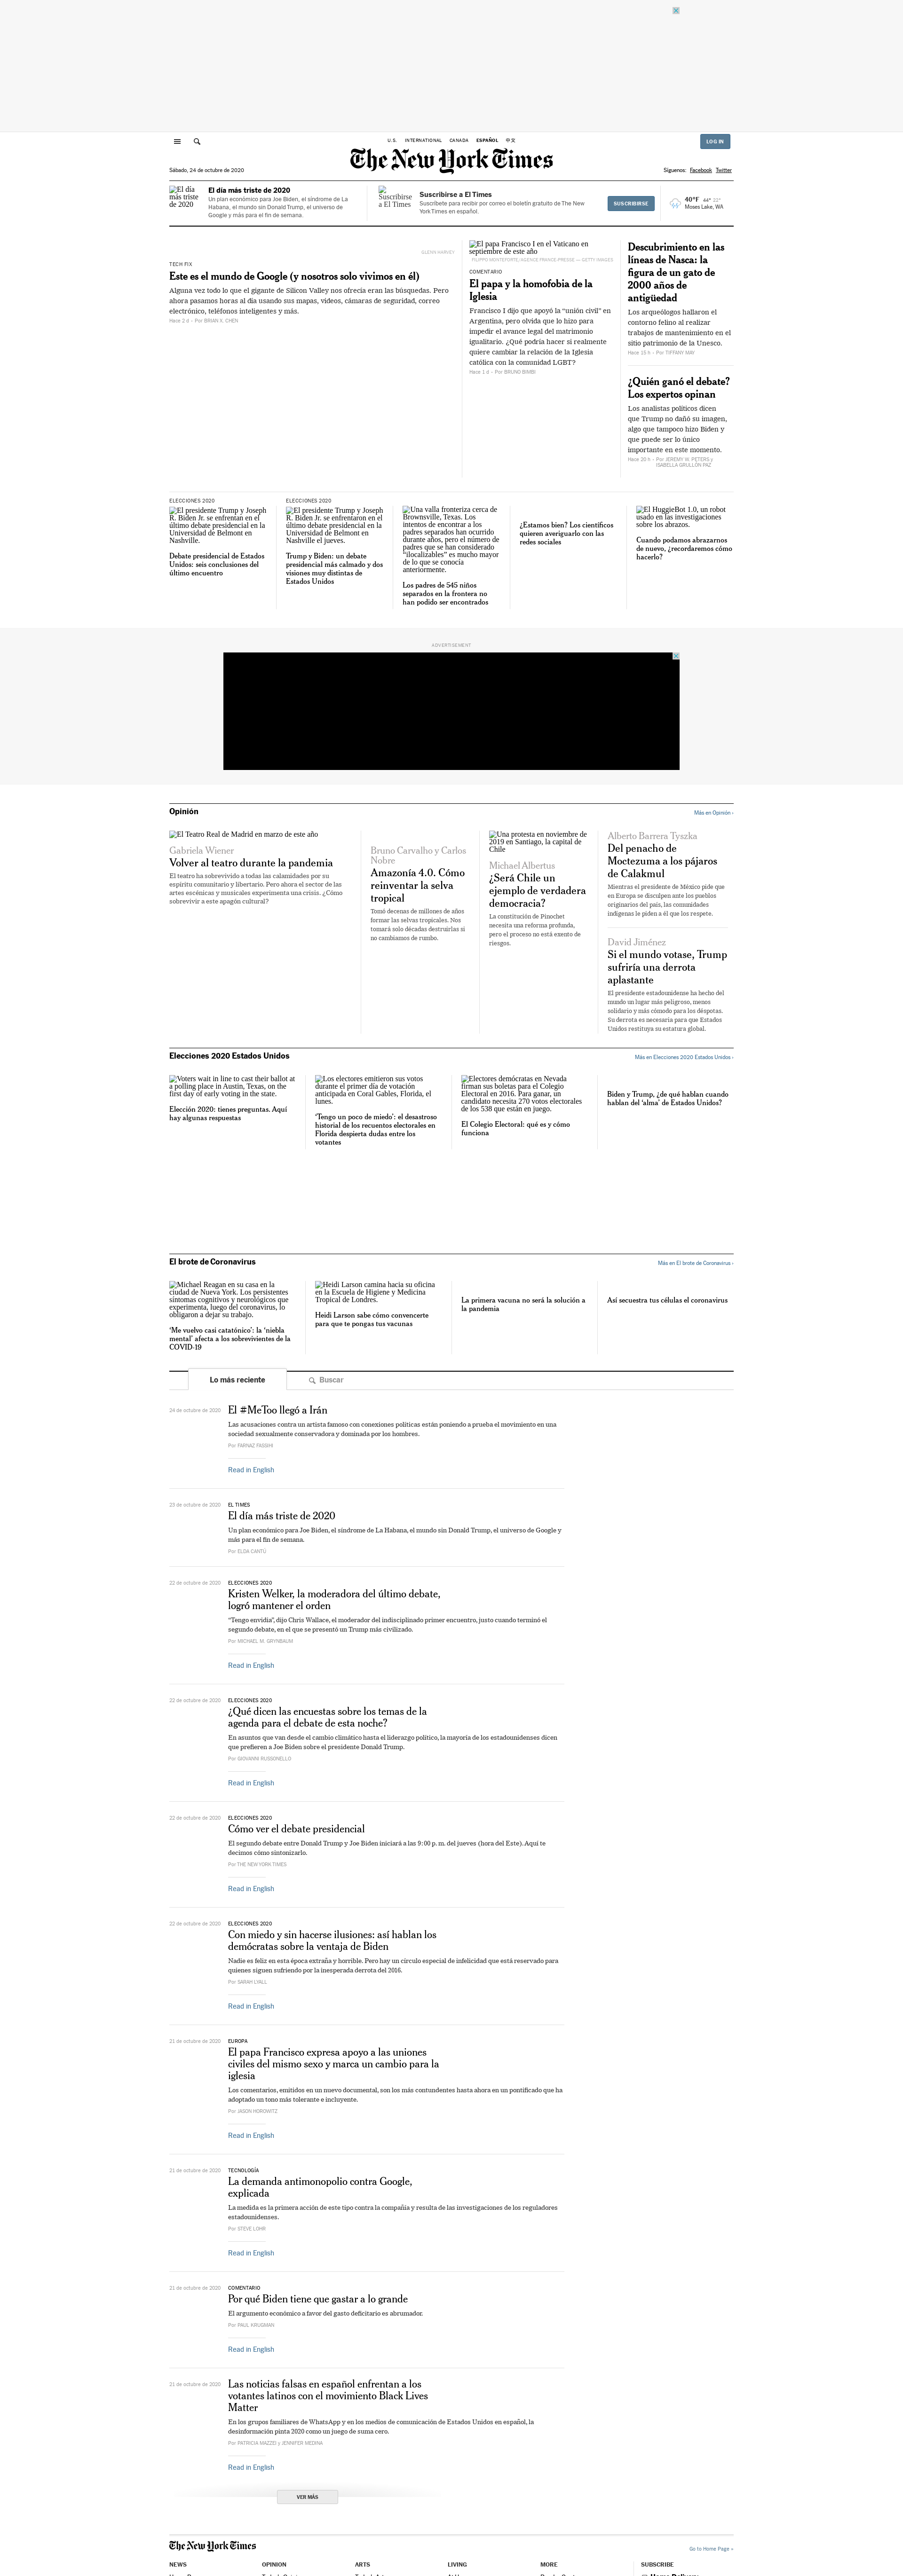 U.S. INTERNATIONAL CANADA ESPAÑOL 中文
LOG IN
The New York Times
Sábado, 24 de octubre de 2020
Síguenos: Facebook Twitter
El día más triste de 2020
El día más triste de 2020
Un plan económico para Joe Biden, el síndrome de La
Habana, el mundo sin Donald Trump, el universo de
Google y más para el fin de semana.
Suscribirse a El Times
Suscribirse a El Times
Suscríbete para recibir por correo el boletín gratuito de The New
York Times en español.
SUSCRIBIRSE
40°F 44° 22°
Moses Lake, WA
GLENN HARVEY
TECH FIX
Este es el mundo de Google (y nosotros solo vivimos en él)
Alguna vez todo lo que el gigante de Silicon Valley nos ofrecía eran las búsquedas. Pero
ahora pasamos horas al día usando sus mapas, videos, cámaras de seguridad, correo
electrónico, teléfonos inteligentes y más.
Hace 2 d – Por BRIAN X. CHEN
El papa Francisco I en el Vaticano en
septiembre de este año
FILIPPO MONTEFORTE/AGENCE FRANCE-PRESSE — GETTY IMAGES
COMENTARIO
El papa y la homofobia de la
Iglesia
Francisco I dijo que apoyó la “unión civil” en
Argentina, pero olvida que lo hizo para
impedir el avance legal del matrimonio
igualitario. ¿Qué podría hacer si realmente
quiere cambiar la relación de la Iglesia
católica con la comunidad LGBT?
Hace 1 d – Por BRUNO BIMBI
Descubrimiento en las
líneas de Nasca: la
figura de un gato de
2000 años de
antigüedad
Los arqueólogos hallaron el
contorno felino al realizar
trabajos de mantenimiento en el
sitio patrimonio de la Unesco.
Hace 15 h – Por TIFFANY MAY
¿Quién ganó el debate?
Los expertos opinan
Los analistas políticos dicen
que Trump no dañó su imagen,
algo que tampoco hizo Biden y
que puede ser lo único
importante en este momento.
Hace 20 h – Por JEREMY W. PETERS y
ISABELLA GRULLÓN PAZ
ELECCIONES 2020
El presidente Trump y Joseph
R. Biden Jr. se enfrentan en el
último debate presidencial en la
Universidad de Belmont en
Nashville.
Debate presidencial de Estados
Unidos: seis conclusiones del
último encuentro
ELECCIONES 2020
El presidente Trump y Joseph
R. Biden Jr. se enfrentaron en el
último debate presidencial en la
Universidad de Belmont en
Nashville el jueves.
Trump y Biden: un debate
presidencial más calmado y dos
visiones muy distintas de
Estados Unidos
Una valla fronteriza cerca de
Brownsville, Texas. Los
intentos de encontrar a los
padres separados han ocurrido
durante años, pero el número de
padres que se han considerado
“ilocalizables” es mucho mayor
de lo que se conocía
anteriormente.
Los padres de 545 niños
separados en la frontera no
han podido ser encontrados
¿Estamos bien? Los científicos
quieren averiguarlo con las
redes sociales
El HuggieBot 1.0, un robot
usado en las investigaciones
sobre los abrazos.
Cuando podamos abrazarnos
de nuevo, ¿recordaremos cómo
hacerlo?
ADVERTISEMENT
Opinión
Más en Opinión ›
El Teatro Real de Madrid en marzo de este año
Gabriela Wiener
Volver al teatro durante la pandemia
El teatro ha sobrevivido a todas las calamidades por su
espíritu comunitario y libertario. Pero ahora el sector de las
artes escénicas y musicales experimenta una crisis. ¿Cómo
sobrevivir a este apagón cultural?
Bruno Carvalho y Carlos
Nobre
Amazonía 4.0. Cómo
reinventar la selva
tropical
Tomó decenas de millones de años
formar las selvas tropicales. Nos
tomará solo décadas destruirlas si
no cambiamos de rumbo.
Una protesta en noviembre de
2019 en Santiago, la capital de
Chile
Michael Albertus
¿Será Chile un
ejemplo de verdadera
democracia?
La constitución de Pinochet
necesita una reforma profunda,
pero el proceso no está exento de
riesgos.
Alberto Barrera Tyszka
Del penacho de
Moctezuma a los pájaros
de Calakmul
Mientras el presidente de México pide que
en Europa se disculpen ante los pueblos
originarios del país, las comunidades
indígenas le piden a él que los respete.
David Jiménez
Si el mundo votase, Trump
sufriría una derrota
aplastante
El presidente estadounidense ha hecho del
mundo un lugar más peligroso, menos
solidario y más cómodo para los déspotas.
Su derrota es necesaria para que Estados
Unidos restituya su estatura global.
Elecciones 2020 Estados Unidos
Más en Elecciones 2020 Estados Unidos ›
Voters wait in line to cast their ballot at
a polling place in Austin, Texas, on the
first day of early voting in the state.
Elección 2020: tienes preguntas. Aquí
hay algunas respuestas
Los electores emitieron sus votos
durante el primer día de votación
anticipada en Coral Gables, Florida, el
lunes.
‘Tengo un poco de miedo’: el desastroso
historial de los recuentos electorales en
Florida despierta dudas entre los
votantes
Electores demócratas en Nevada
firman sus boletas para el Colegio
Electoral en 2016. Para ganar, un
candidato necesita 270 votos electorales
de los 538 que están en juego.
El Colegio Electoral: qué es y cómo
funciona
Biden y Trump, ¿de qué hablan cuando
hablan del ‘alma’ de Estados Unidos?
El brote de Coronavirus
Más en El brote de Coronavirus ›
Michael Reagan en su casa en la
ciudad de Nueva York. Los persistentes
síntomas cognitivos y neurológicos que
experimenta, luego del coronavirus, lo
obligaron a dejar su trabajo.
‘Me vuelvo casi catatónico’: la ‘niebla
mental’ afecta a los sobrevivientes de la
COVID-19
Heidi Larson camina hacia su oficina
en la Escuela de Higiene y Medicina
Tropical de Londres.
Heidi Larson sabe cómo convencerte
para que te pongas tus vacunas
La primera vacuna no será la solución a
la pandemia
Así secuestra tus células el coronavirus
Lo más reciente
Buscar
24 de octubre de 2020
El #MeToo llegó a Irán
Las acusaciones contra un artista famoso con conexiones políticas están poniendo a prueba el movimiento en una
sociedad sexualmente conservadora y dominada por los hombres.
Por FARNAZ FASSIHI
Read in English
23 de octubre de 2020
EL TIMES
El día más triste de 2020
Un plan económico para Joe Biden, el síndrome de La Habana, el mundo sin Donald Trump, el universo de Google y
más para el fin de semana.
Por ELDA CANTÚ
22 de octubre de 2020
ELECCIONES 2020
Kristen Welker, la moderadora del último debate,
logró mantener el orden
“Tengo envidia”, dijo Chris Wallace, el moderador del indisciplinado primer encuentro, justo cuando terminó el
segundo debate, en el que se presentó un Trump más civilizado.
Por MICHAEL M. GRYNBAUM
Read in English
22 de octubre de 2020
ELECCIONES 2020
¿Qué dicen las encuestas sobre los temas de la
agenda para el debate de esta noche?
En asuntos que van desde el cambio climático hasta el liderazgo político, la mayoría de los estadounidenses dicen
que prefieren a Joe Biden sobre el presidente Donald Trump.
Por GIOVANNI RUSSONELLO
Read in English
22 de octubre de 2020
ELECCIONES 2020
Cómo ver el debate presidencial
El segundo debate entre Donald Trump y Joe Biden iniciará a las 9:00 p. m. del jueves (hora del Este). Aquí te
decimos cómo sintonizarlo.
Por THE NEW YORK TIMES
Read in English
22 de octubre de 2020
ELECCIONES 2020
Con miedo y sin hacerse ilusiones: así hablan los
demócratas sobre la ventaja de Biden
Nadie es feliz en esta época extraña y horrible. Pero hay un círculo especial de infelicidad que está reservado para
quienes siguen sufriendo por la inesperada derrota del 2016.
Por SARAH LYALL
Read in English
21 de octubre de 2020
EUROPA
El papa Francisco expresa apoyo a las uniones
civiles del mismo sexo y marca un cambio para la
iglesia
Los comentarios, emitidos en un nuevo documental, son los más contundentes hasta ahora en un pontificado que ha
adoptado un tono más tolerante e incluyente.
Por JASON HOROWITZ
Read in English
21 de octubre de 2020
TECNOLOGÍA
La demanda antimonopolio contra Google,
explicada
La medida es la primera acción de este tipo contra la compañía y resulta de las investigaciones de los reguladores
estadounidenses.
Por STEVE LOHR
Read in English
21 de octubre de 2020
COMENTARIO
Por qué Biden tiene que gastar a lo grande
El argumento económico a favor del gasto deficitario es abrumador.
Por PAUL KRUGMAN
Read in English
21 de octubre de 2020
Las noticias falsas en español enfrentan a los
votantes latinos con el movimiento Black Lives
Matter
En los grupos familiares de WhatsApp y en los medios de comunicación de Estados Unidos en español, la
desinformación pinta 2020 como un juego de suma cero.
Por PATRICIA MAZZEI y JENNIFER MEDINA
Read in English
VER MÁS
The New York Times
Go to Home Page »
NEWS OPINION ARTS LIVING MORE SUBSCRIBE